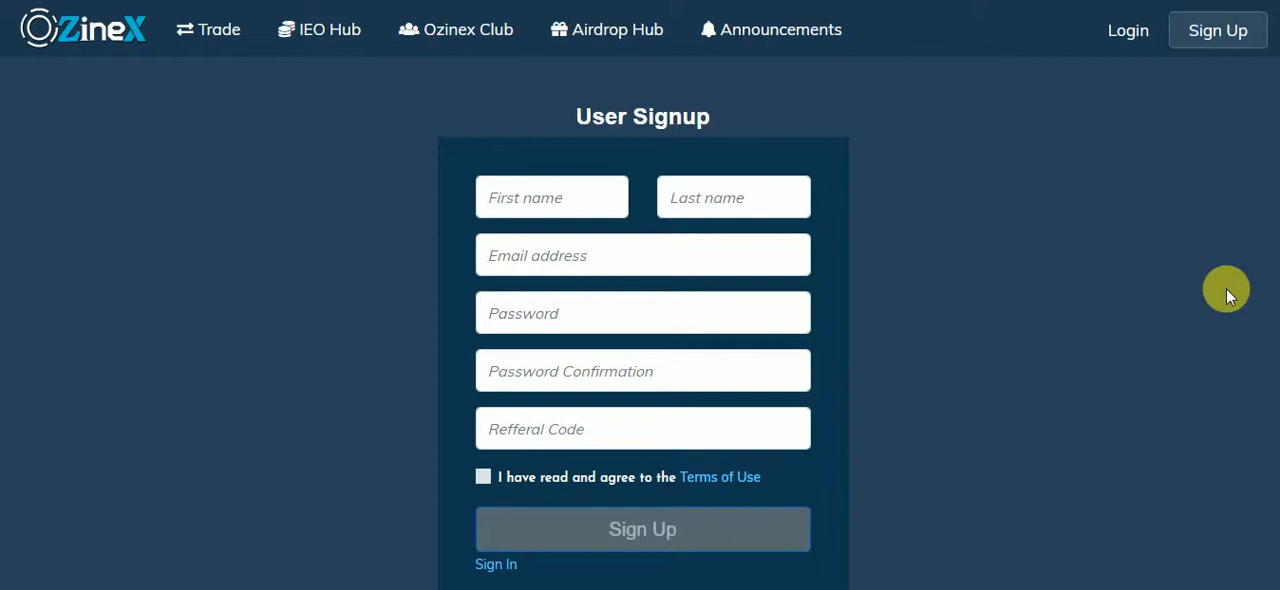 OZineX Trade IEO Hub Ozinex Club Airdrop Hub Announcements Login Sign Up
User Signup
First name Last name
Email address
Password
Password Confirmation
Refferal Code
I have read and agree to the Terms of Use
Sign Up
Sign In